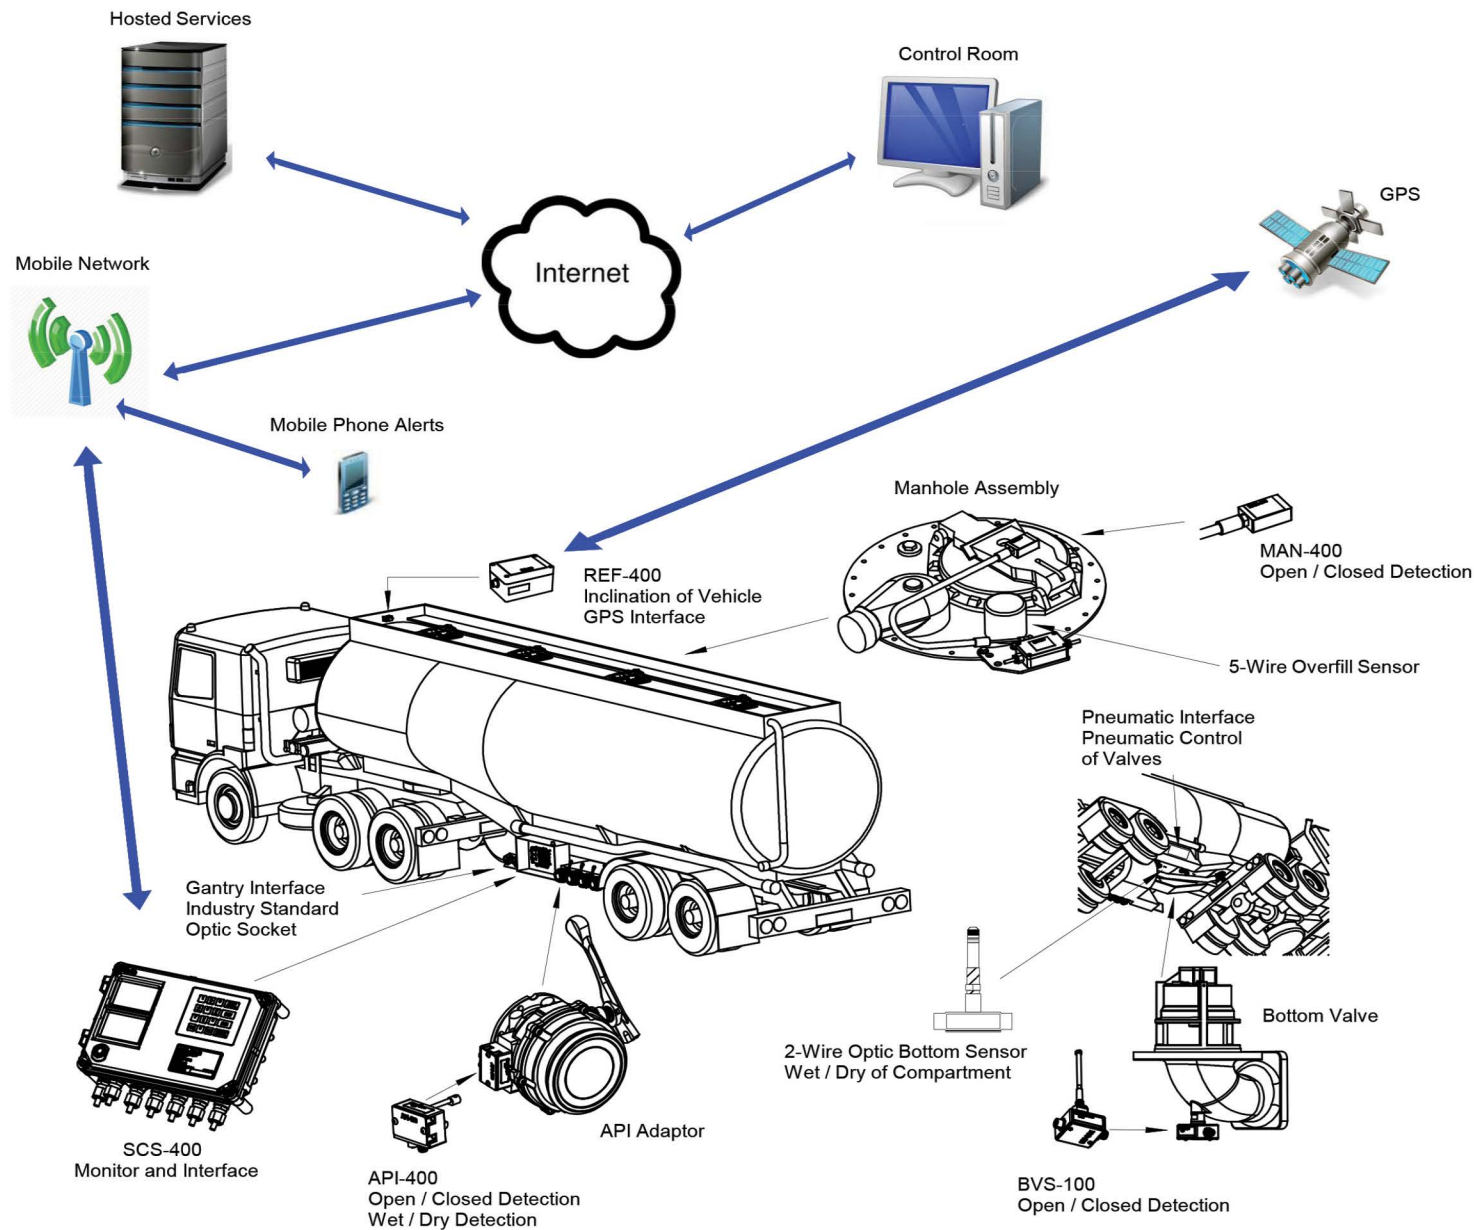 Hosted Services
Control Room
GPS
Mobile Network
Internet
Mobile Phone Alerts
Manhole Assembly
MAN-400
Open / Closed Detection
REF-400
Inclination of Vehicle
GPS Interface
5-Wire Overfill Sensor
Pneumatic Interface
Pneumatic Control
of Valves
Gantry Interface
Industry Standard
Optic Socket
Bottom Valve
2-Wire Optic Bottom Sensor
Wet / Dry of Compartment
API Adaptor
SCS-400
Monitor and Interface
API-400
Open / Closed Detection
Wet / Dry Detection
BVS-100
Open / Closed Detection